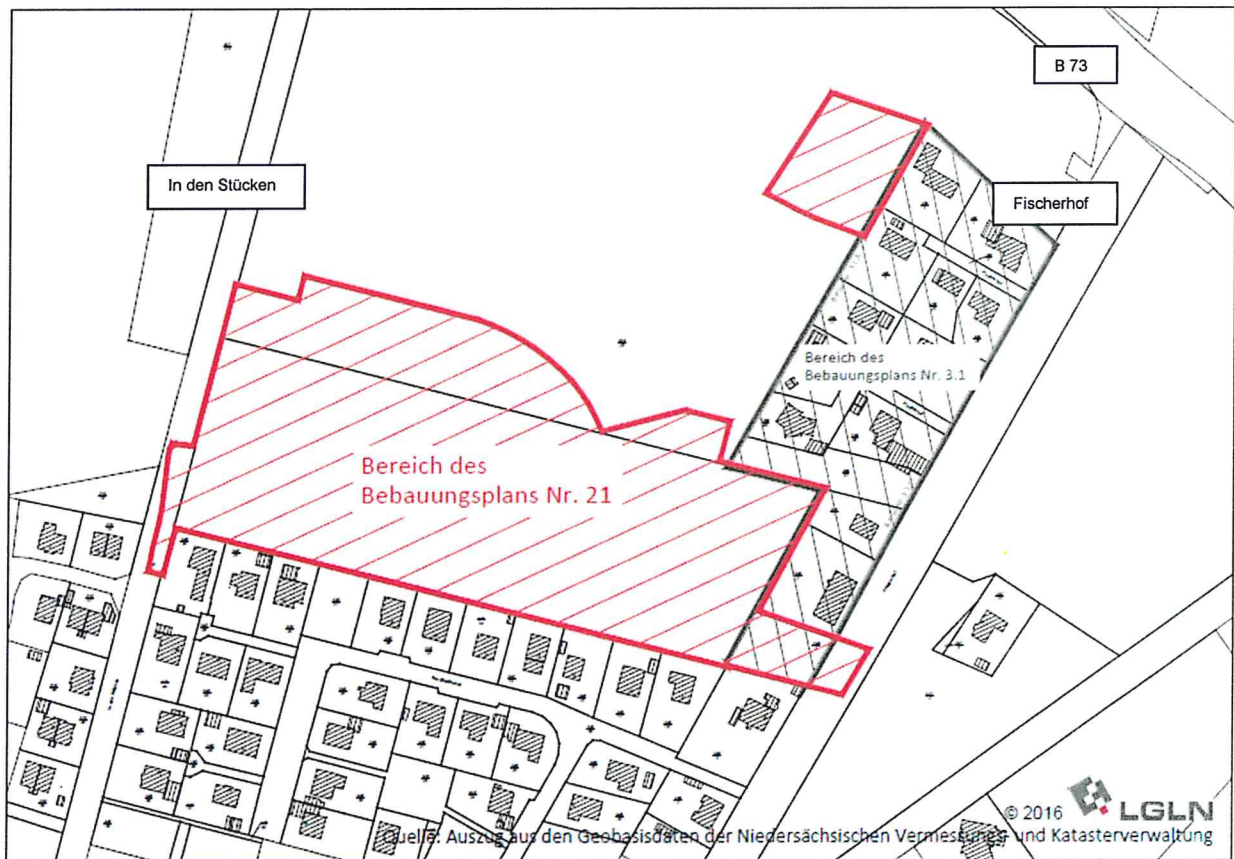 B 73
In den Stücken
Fischerhof
Bereich des
Bebauungsplans Nr. 3.1
Bereich des
Bebauungsplans Nr. 21
© 2016 LGLN
Quelle: Auszug aus den Geobasisdaten der Niedersächsischen Vermessungs- und Katasterverwaltung